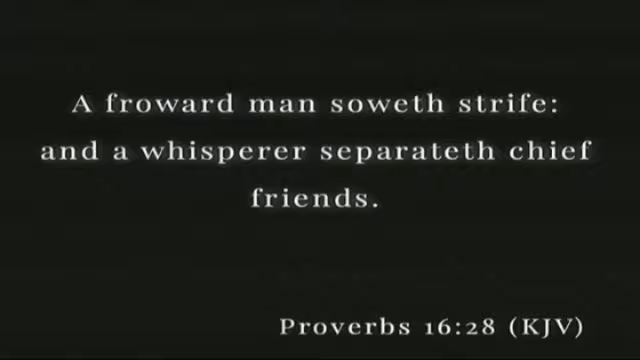 A froward man soweth strife:
and a whisperer separateth chief
friends.
Proverbs 16:28 (KJV)